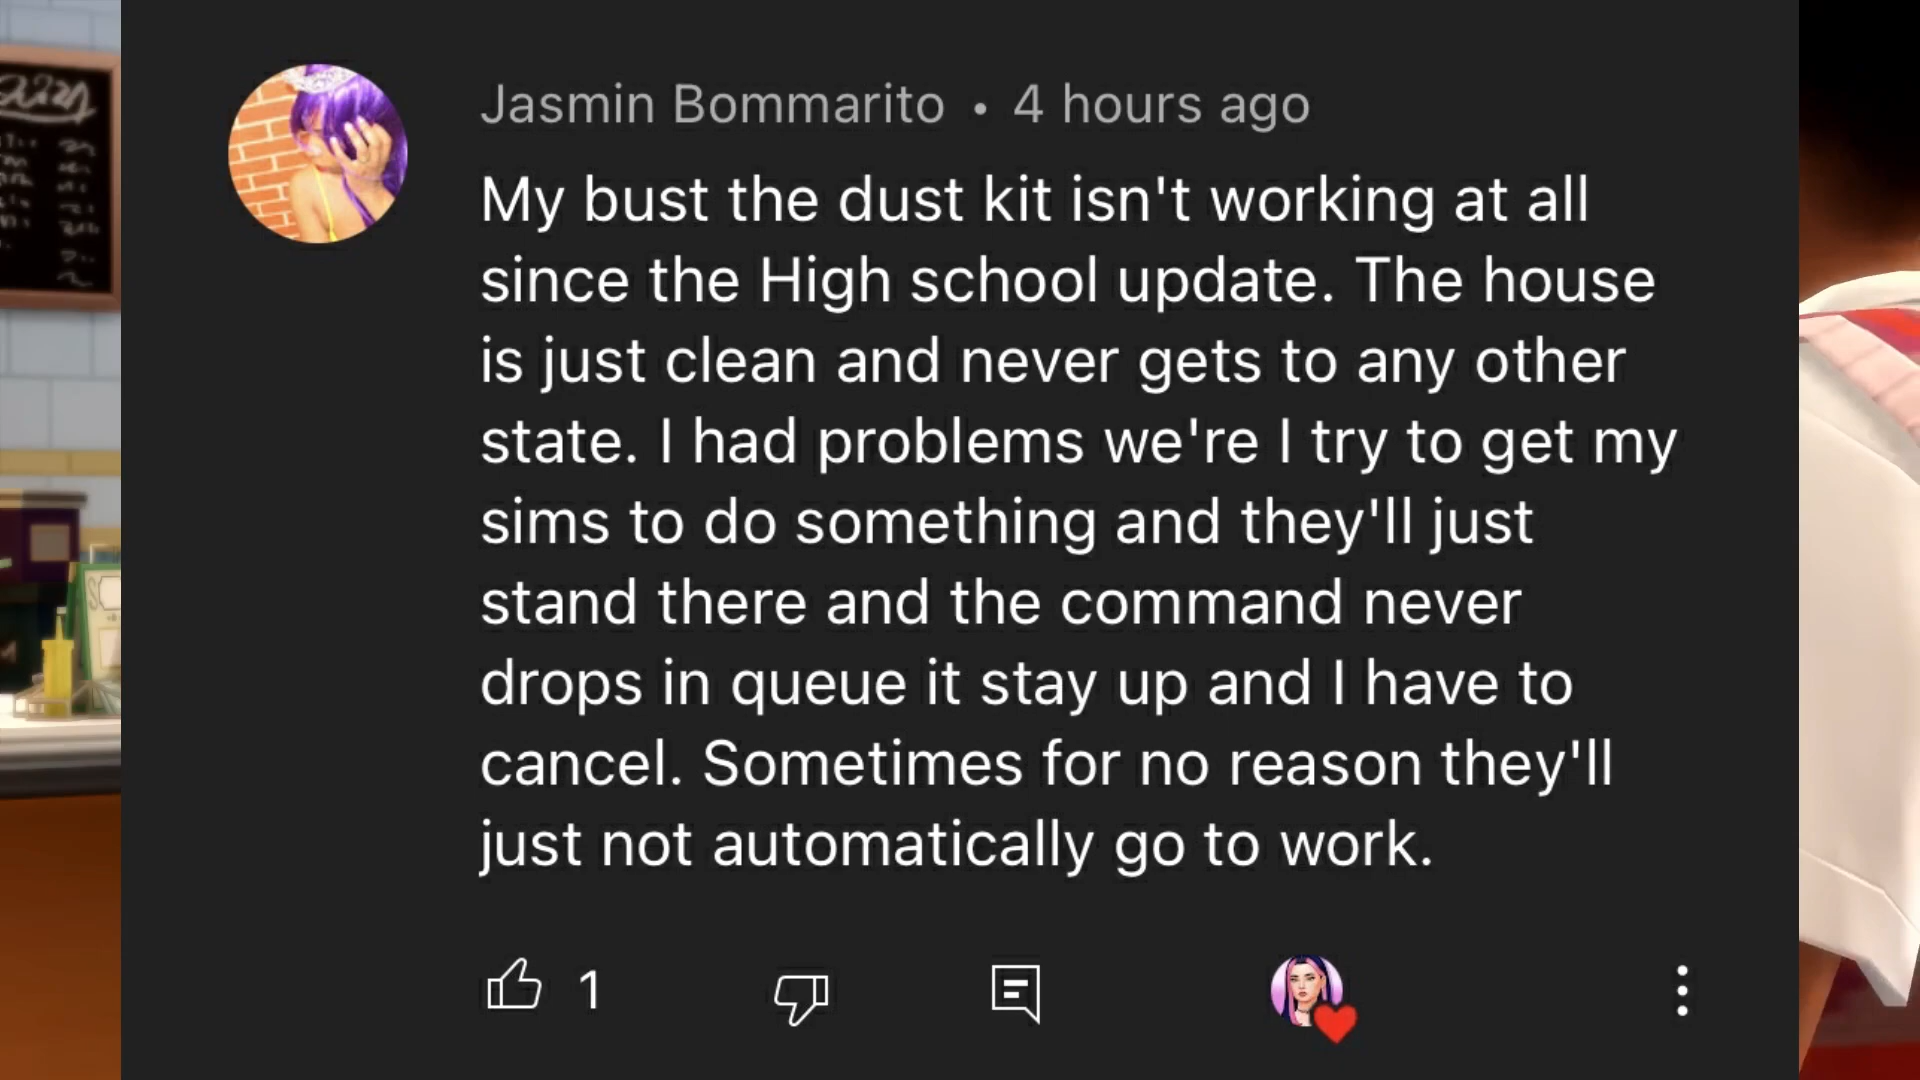 Jasmin Bommarito • 4 hours ago
My bust the dust kit isn't working at all
since the High school update. The house
is just clean and never gets to any other
state. I had problems we're I try to get my
sims to do something and they'll just
stand there and the command never
drops in queue it stay up and I have to
cancel. Sometimes for no reason they'll
just not automatically go to work.
1